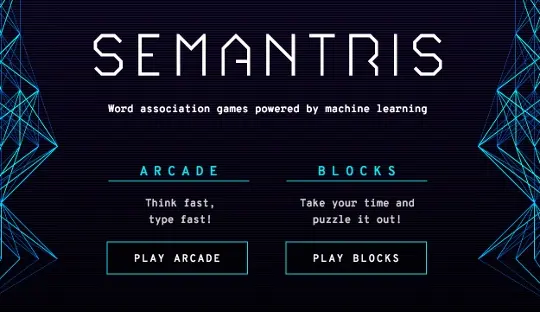 SEMANTRIS
Word association games powered by machine learning
ARCADE
Think fast,
type fast!
PLAY ARCADE
BLOCKS
Take your time and
puzzle it out!
PLAY BLOCKS